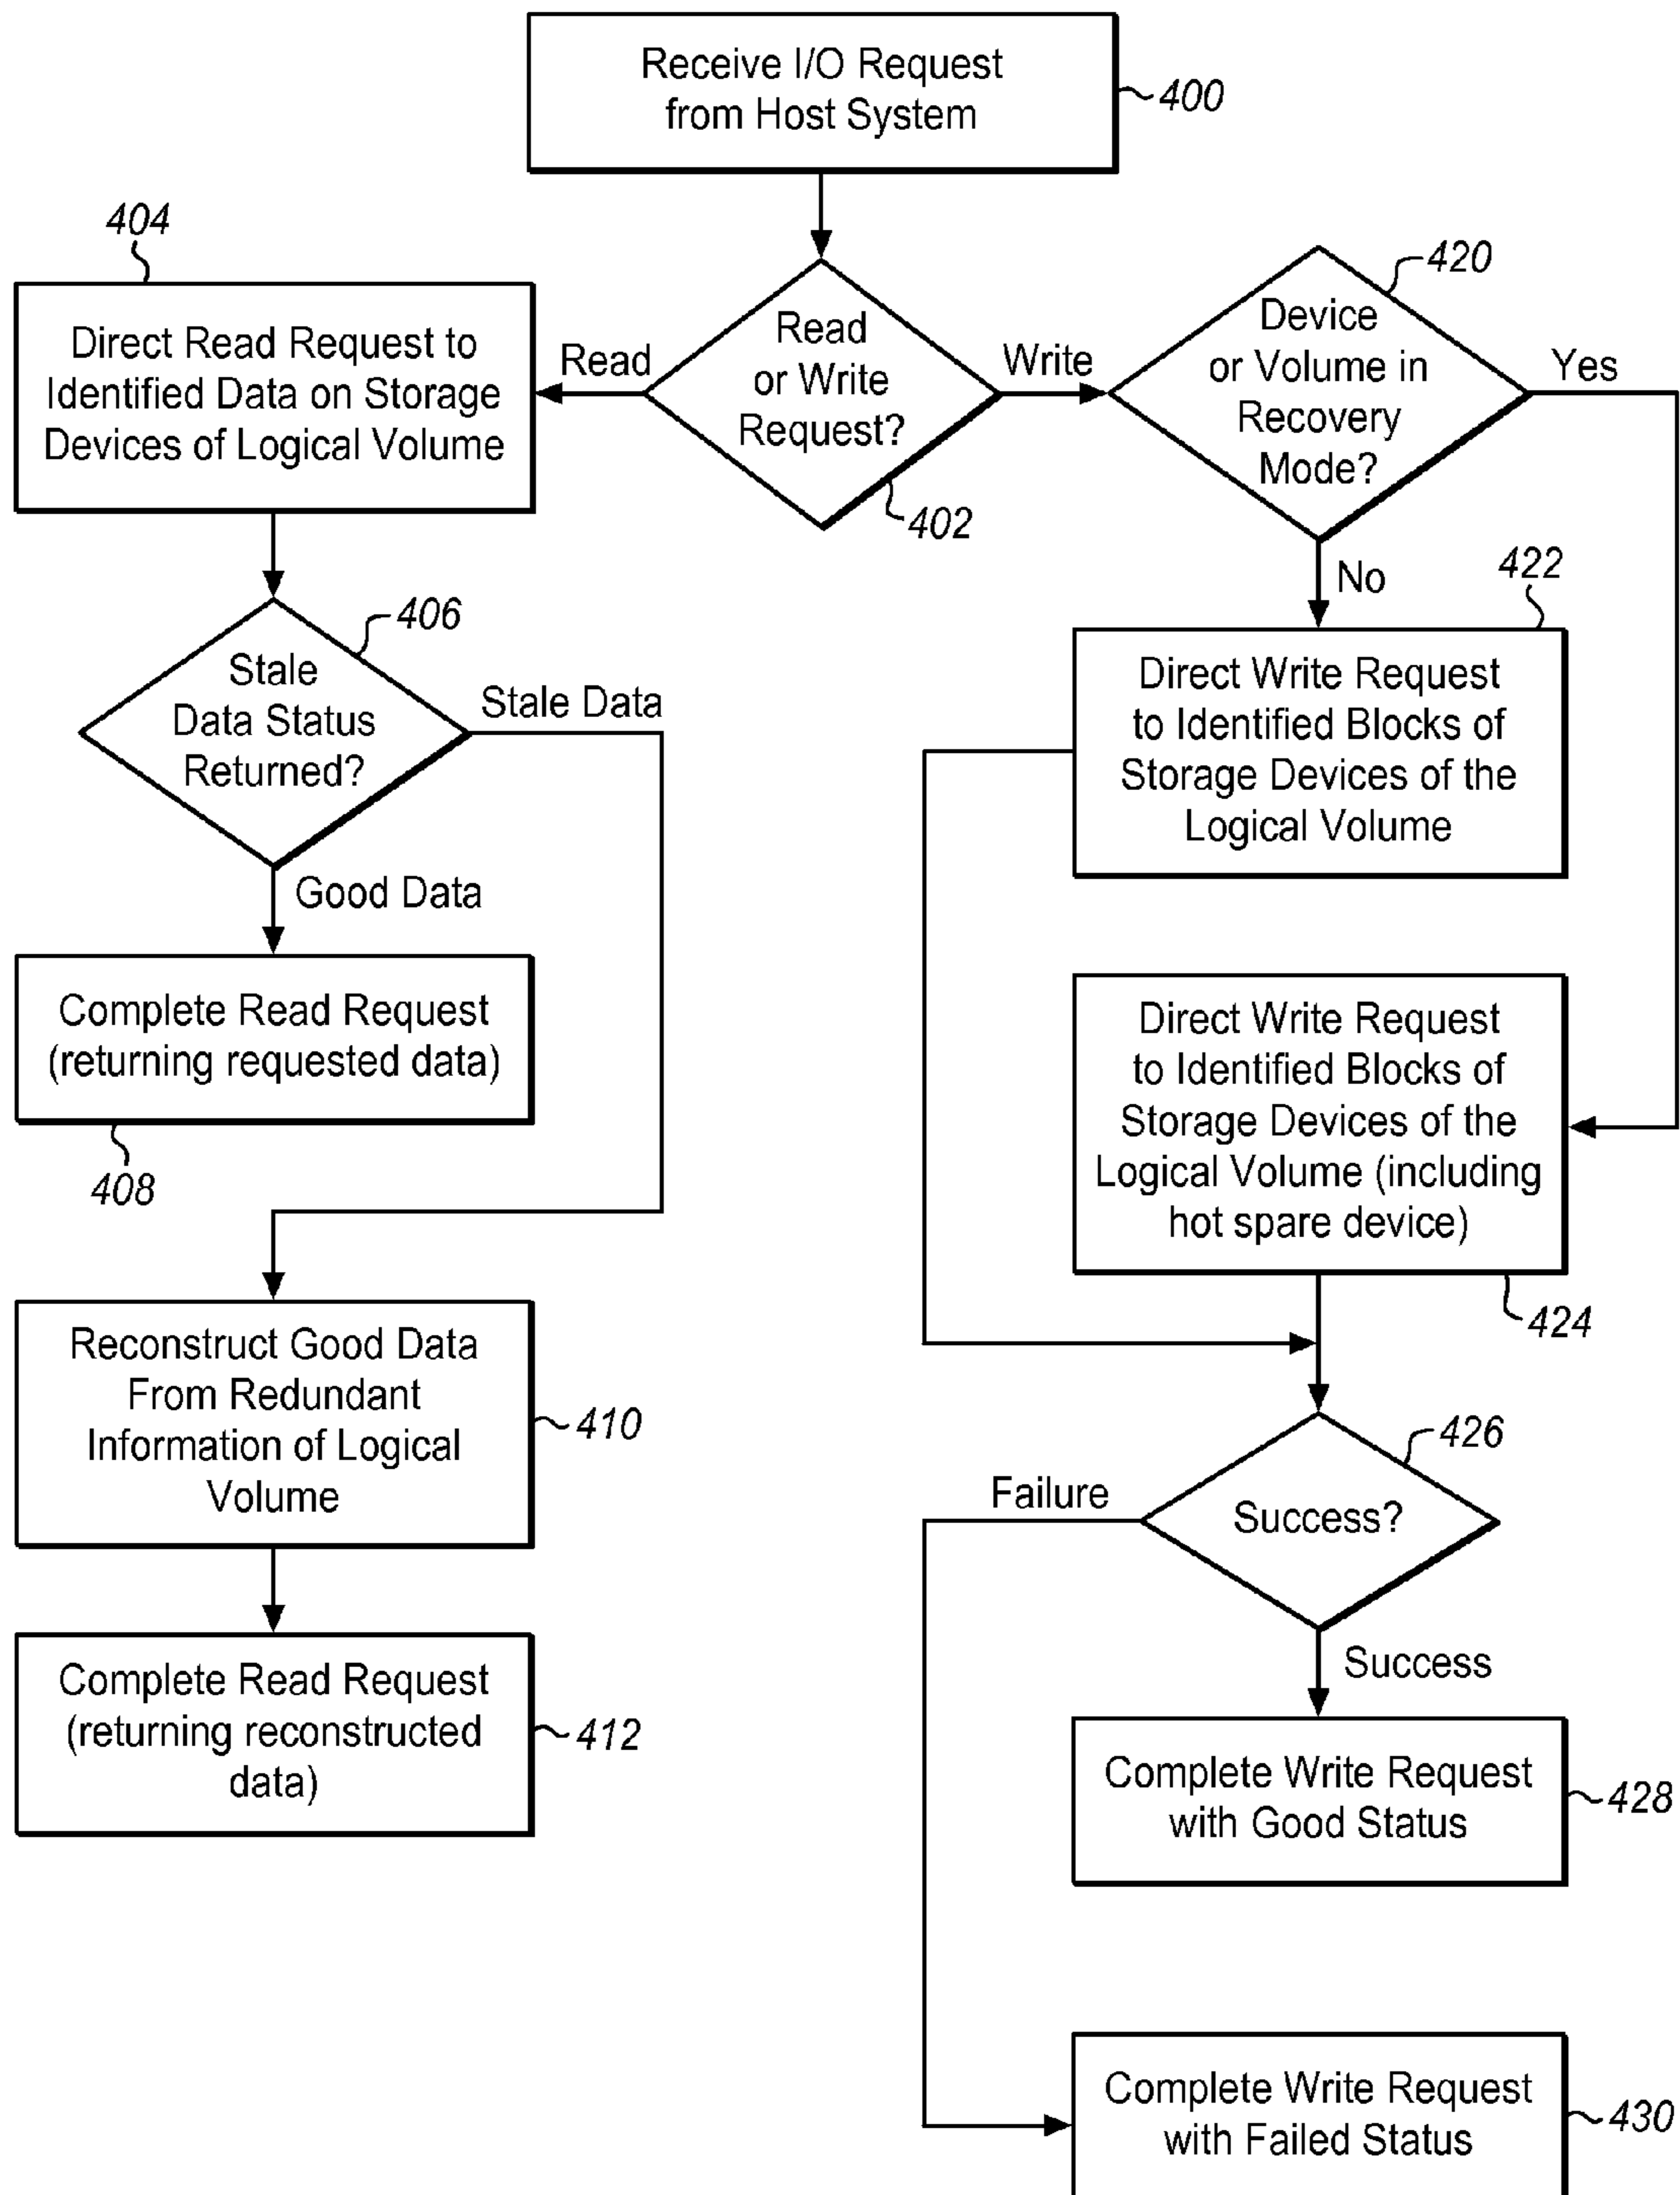 Receive I/O Request
from Host System
400
404
Direct Read Request to
Identified Data on Storage
Devices of Logical Volume
Read
Read
or Write
Request?
402
Write
420
Device
or Volume in
Recovery
Mode?
Yes
No
406
Stale
Data Status
Returned?
Stale Data
Good Data
Complete Read Request
(returning requested data)
408
Reconstruct Good Data
From Redundant
Information of Logical
Volume
410
Complete Read Request
(returning reconstructed
data)
412
422
Direct Write Request
to Identified Blocks of
Storage Devices of the
Logical Volume
Direct Write Request
to Identified Blocks of
Storage Devices of the
Logical Volume (including
hot spare device)
424
426
Failure
Success?
Success
Complete Write Request
with Good Status
428
Complete Write Request
with Failed Status
430